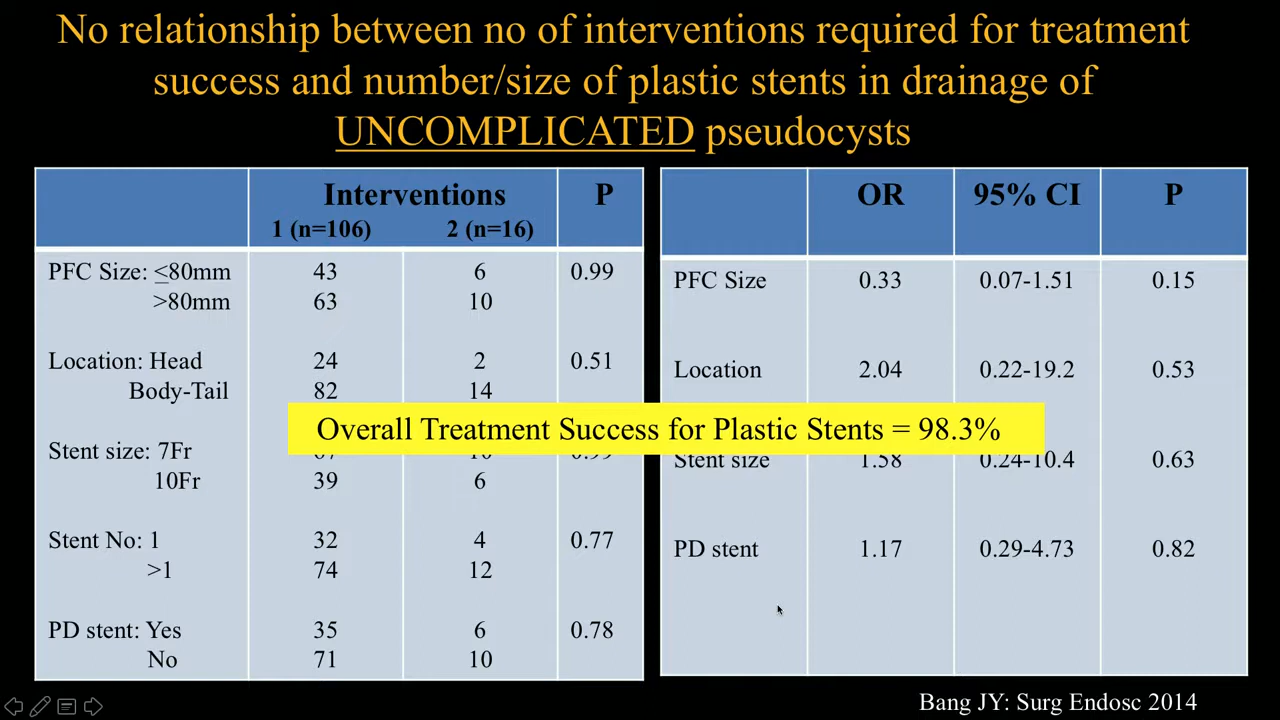 No relationship between no of interventions required for treatment
success and number/size of plastic stents in drainage of
UNCOMPLICATED pseudocysts
Interventions P
1 (n=106) 2 (n=16)
PFC Size: ≤80mm 43 6 0.99
>80mm 63 10
Location: Head 24 2 0.51
Body-Tail 82 14
Stent size: 7Fr
10Fr 39 6
Stent No: 1 32 4 0.77
>1 74 12
PD stent: Yes 35 6 0.78
No 71 10
OR 95% CI P
PFC Size 0.33 0.07-1.51 0.15
Location 2.04 0.22-19.2 0.53
Overall Treatment Success for Plastic Stents = 98.3%
Stent size 1.58 0.24-10.4 0.63
PD stent 1.17 0.29-4.73 0.82
Bang JY: Surg Endosc 2014